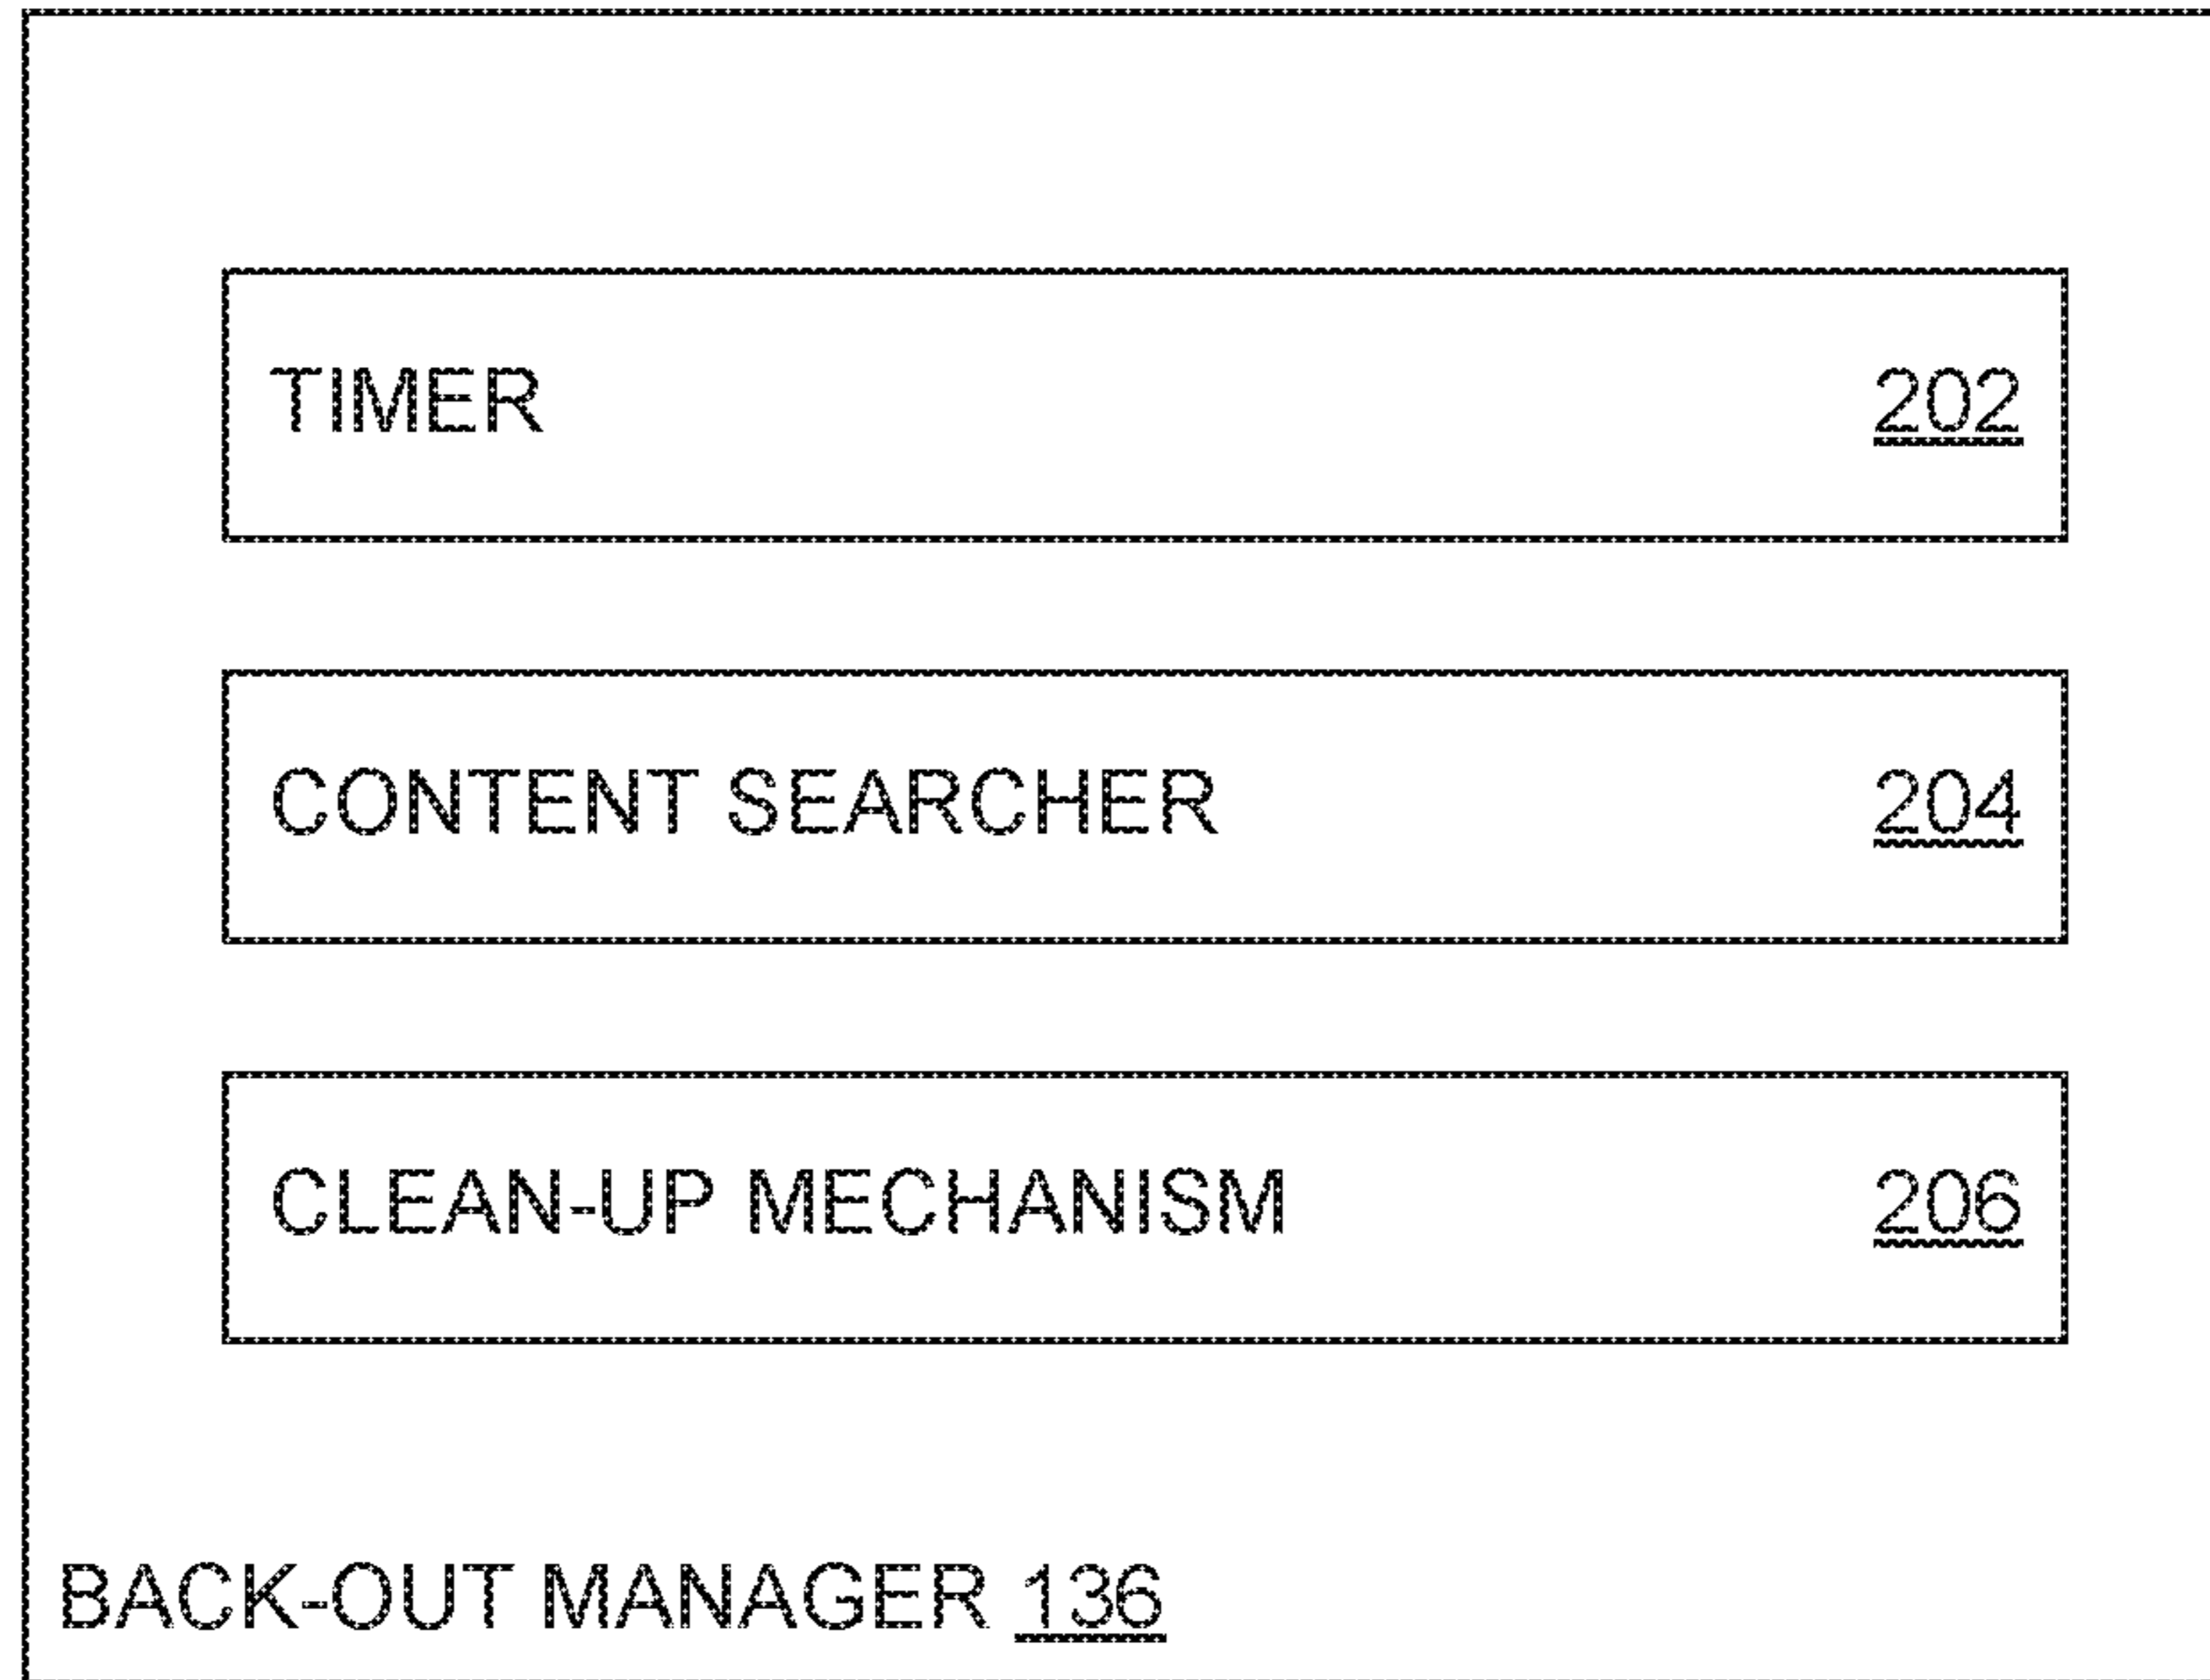 TIMER 202
CONTENT SEARCHER 204
CLEAN-UP MECHANISM 206
BACK-OUT MANAGER 136